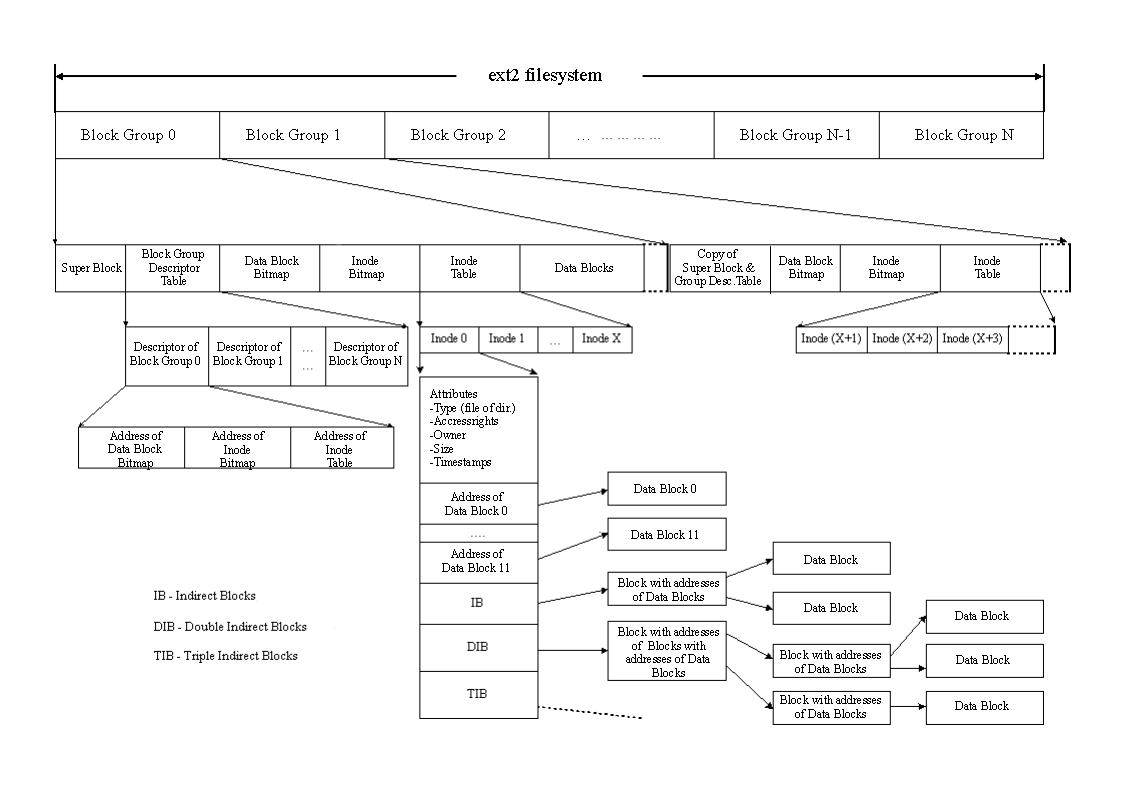 ext2 filesystem
Block Group 0
Block Group 1
Block Group 2
... ... ... ... ...
Block Group N-1
Block Group N
Super Block
Block Group
Descriptor
Table
Data Block
Bitmap
Inode
Bitmap
Inode
Table
Data Blocks
Copy of
Super Block &
Group Desc.Table
Data Block
Bitmap
Inode
Bitmap
Inode
Table
Descriptor of
Block Group 0
Descriptor of
Block Group 1
...
...
Descriptor of
Block Group N
Inode 0
Inode 1
...
Inode X
Inode (X+1)
Inode (X+2)
Inode (X+3)
Address of
Data Block
Bitmap
Address of
Inode
Bitmap
Address of
Inode
Table
Attributes
-Type (file of dir.)
-Accressrights
-Owner
-Size
-Timestamps
Address of
Data Block 0
....
Address of
Data Block 11
IB
DIB
TIB
Data Block 0
Data Block 11
Block with addresses
of Data Blocks
Data Block
Data Block
Block with addresses
of Blocks with
addresses of Data
Blocks
Block with addresses
of Data Blocks
Data Block
Data Block
Block with addresses
of Data Blocks
Data Block
IB - Indirect Blocks
DIB - Double Indirect Blocks
TIB - Triple Indirect Blocks